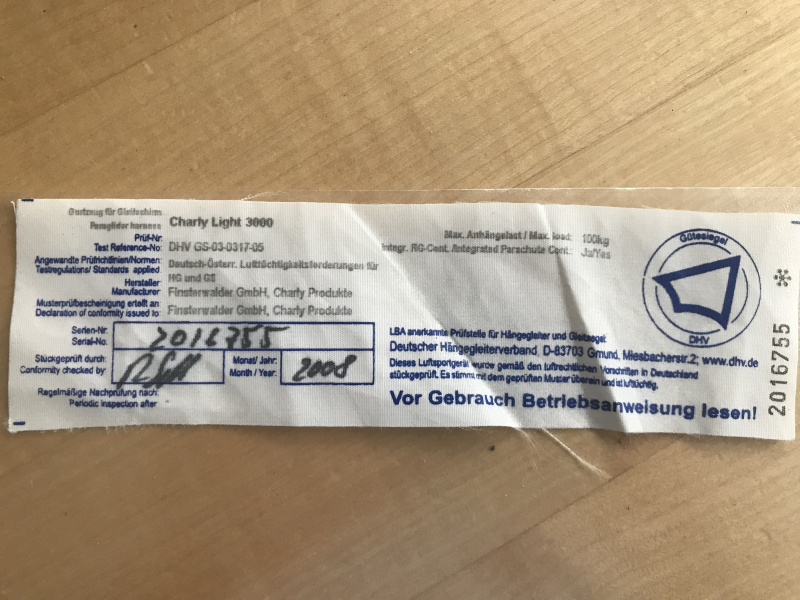 Gurtzeug für Gleitschirm
Paraglider harness Charly Light 3000
Prüf-Nr.
Test Reference-No: DHV GS-03-0317-05
Angewandte Prüfrichtlinien/Normen:
Testregulations/ Standards applied
Deutsch-Österr. Lufttüchtigkeitsforderungen für
HG und GS
Hersteller
Manufacturer Finsterwalder GmbH, Charly Produkte
Musterprüfbescheinigung erteilt an
Declaration of conformity issued to: Finsterwalder GmbH, Charly Produkte
Serien-Nr.
Serial-No. 2016755
Stückgeprüft durch:
Conformity checked by:
Monat/ Jahr:
Month / Year: 2008
Regelmäßige Nachprüfung nach:
Periodic inspection after
Max. Anhängelast / Max. load: 100kg
Integr. RG-Cont. /Integrated Parachute Cont.: Ja/Yes
Gütesiegel
DHV
LBA anerkannte Prüfstelle für Hängegleiter und Gleitsegel:
Deutscher Hängegleiterverband, D-83703 Gmund, Miesbacherstr.2; www.dhv.de
Dieses Luftsportgerät wurde gemäß den luftrechtlichen Vorschriften in Deutschland
stückgeprüft. Es stimmt mit dem geprüften Muster überein und ist lufttüchtig.
Vor Gebrauch Betriebsanweisung lesen!
2016755 *